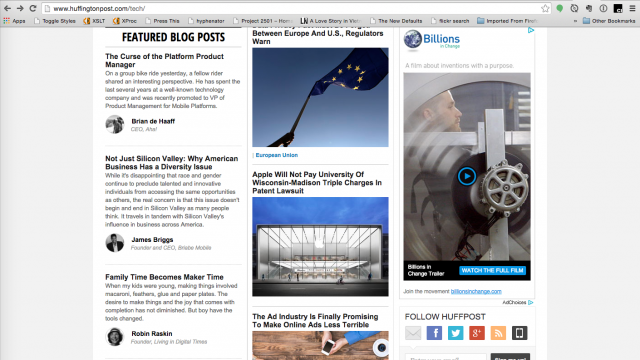 www.huffingtonpost.com/tech/
Apps
Toggle Styles
XSLT
XProc
hyphenator
Project 2501 – Home
A Love Story in Visio
The New Defaults
flickr search
Imported From Firefo
»
Other Bookmarks
FEATURED BLOG POSTS
The Curse of the Platform Product
Manager
On a group bike ride yesterday, a fellow rider
shared an interesting perspective. He has spent the
last several years at a well-known technology
company and was recently promoted to VP of
Product Management for Mobile Platforms.
Brian de Haaff
CEO, Aha!
Not Just Silicon Valley: Why American
Business Has a Diversity Issue
While it's disappointing that race and gender
continue to preclude talented and innovative
individuals from accessing the same opportunities
as others, the real concern is that this issue doesn't
begin and end in Silicon Valley as many people
think. It travels in tandem with Silicon Valley's
influence in business across America.
James Briggs
Founder and CEO, Briabe Mobile
Family Time Becomes Maker Time
When my kids were young, making things involved
macaroni, feathers, glue and paper plates. The
desire to make things and the joy that comes with
completion has not diminished. But boy have the
tools changed.
Robin Raskin
Founder, Living in Digital Times
Between Europe And U.S., Regulators
Warn
| European Union
Apple Will Not Pay University Of
Wisconsin-Madison Triple Charges In
Patent Lawsuit
The Ad Industry Is Finally Promising
To Make Online Ads Less Terrible
Billions
in Change
A film about inventions with a purpose.
Billions in
Change Trailer
WATCH THE FULL FILM
Join the movement billionsinchange.com
AdChoices
FOLLOW HUFFPOST